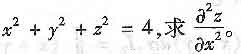 x² + y² + z² = 4,求 ∂²z/∂x²。